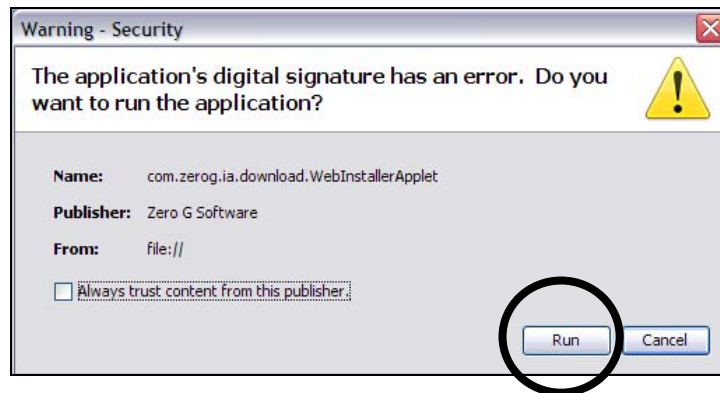 Warning - Security
The application's digital signature has an error. Do you
want to run the application?
Name: com.zerog.ia.download.WebInstallerApplet
Publisher: Zero G Software
From: file://
Always trust content from this publisher.
Run Cancel